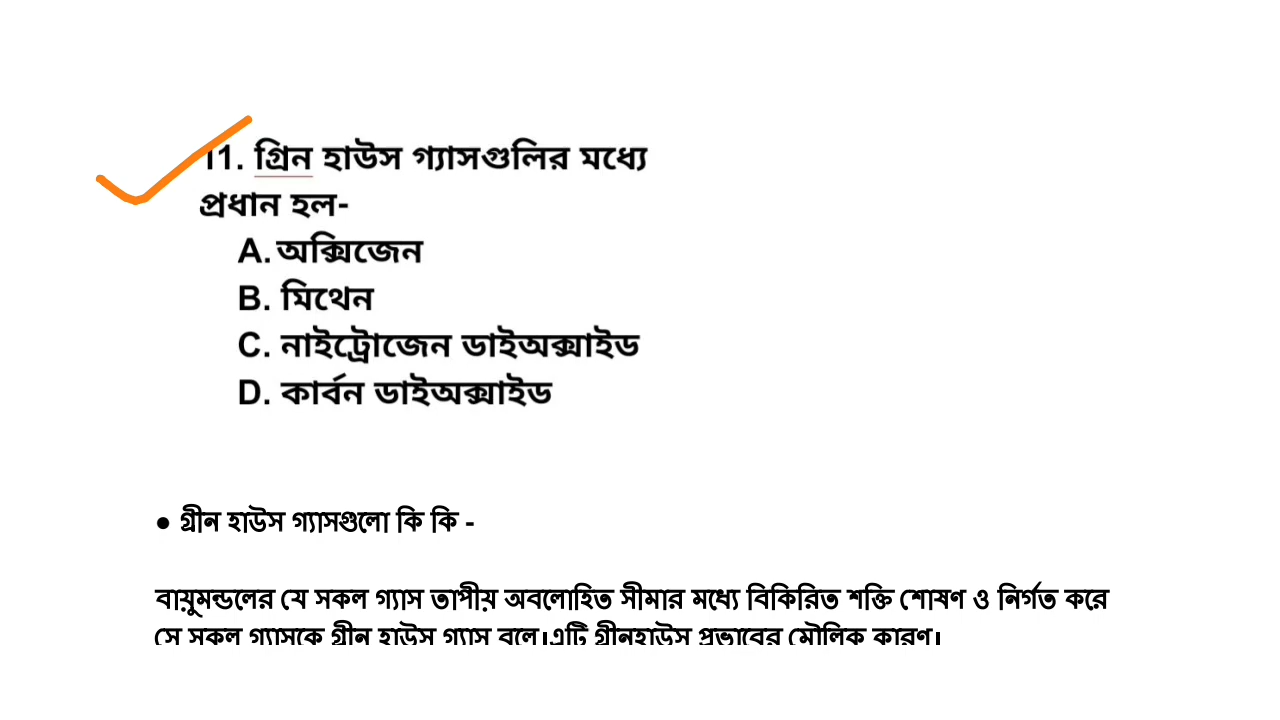 11. গ্রিন হাউস গ্যাসগুলির মধ্যে
প্রধান হল-
A. অক্সিজেন
B. মিথেন
C. নাইট্রোজেন ডাইঅক্সাইড
D. কার্বন ডাইঅক্সাইড
● গ্রীন হাউস গ্যাসগুলো কি কি -
বায়ুমন্ডলের যে সকল গ্যাস তাপীয় অবলোহিত সীমার মধ্যে বিকিরিত শক্তি শোষণ ও নির্গত করে
সে সকল গ্যাসকে গ্রীন হাউস গ্যাস বলে।এটি গ্রীনহাউস প্রভাবের মৌলিক কারণ।